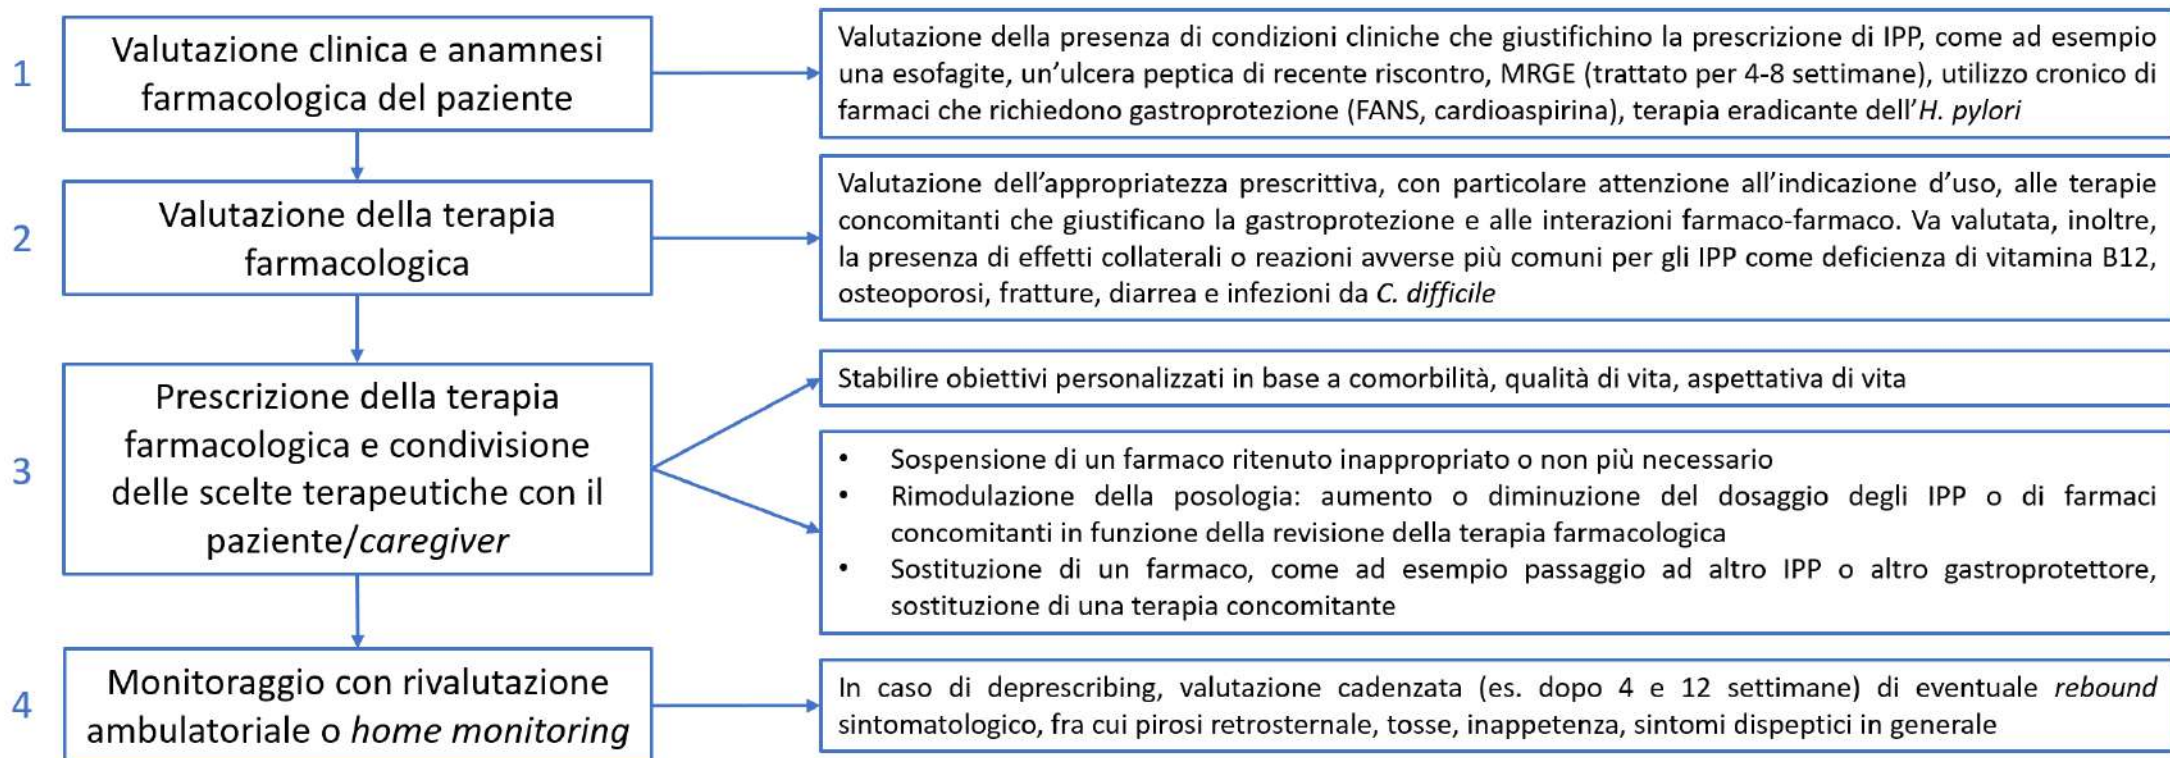 1
Valutazione clinica e anamnesi
farmacologica del paziente
Valutazione della presenza di condizioni cliniche che giustifichino la prescrizione di IPP, come ad esempio
una esofagite, un'ulcera peptica di recente riscontro, MRGE (trattato per 4-8 settimane), utilizzo cronico di
farmaci che richiedono gastroprotezione (FANS, cardioaspirina), terapia eradicante dell'H. pylori
2
Valutazione della terapia
farmacologica
Valutazione dell'appropriatezza prescrittiva, con particolare attenzione all'indicazione d'uso, alle terapie
concomitanti che giustificano la gastroprotezione e alle interazioni farmaco-farmaco. Va valutata, inoltre,
la presenza di effetti collaterali o reazioni avverse più comuni per gli IPP come deficienza di vitamina B12,
osteoporosi, fratture, diarrea e infezioni da C. difficile
3
Prescrizione della terapia
farmacologica e condivisione
delle scelte terapeutiche con il
paziente/caregiver
Stabilire obiettivi personalizzati in base a comorbilità, qualità di vita, aspettativa di vita
• Sospensione di un farmaco ritenuto inappropriato o non più necessario
• Rimodulazione della posologia: aumento o diminuzione del dosaggio degli IPP o di farmaci
concomitanti in funzione della revisione della terapia farmacologica
• Sostituzione di un farmaco, come ad esempio passaggio ad altro IPP o altro gastroprotettore,
sostituzione di una terapia concomitante
4
Monitoraggio con rivalutazione
ambulatoriale o home monitoring
In caso di deprescribing, valutazione cadenzata (es. dopo 4 e 12 settimane) di eventuale rebound
sintomatologico, fra cui pirosi retrosternale, tosse, inappetenza, sintomi dispeptici in generale